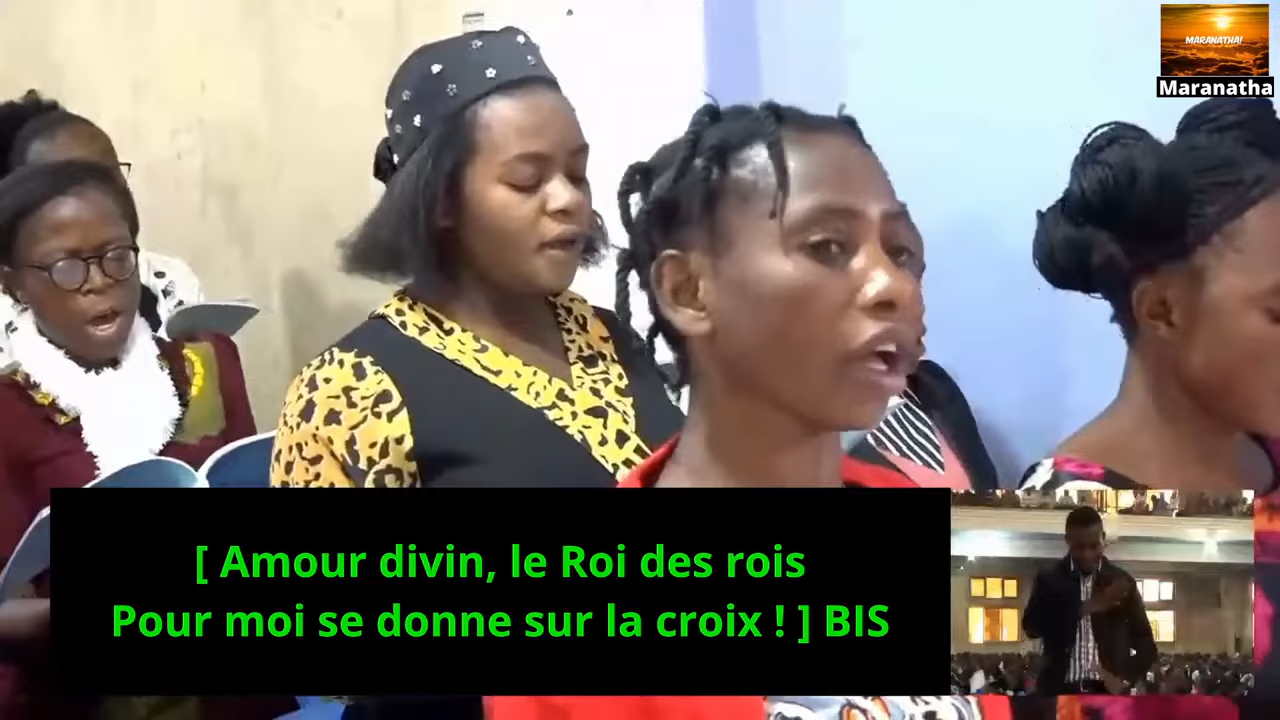 MARANATHA!
Maranatha
[ Amour divin, le Roi des rois
Pour moi se donne sur la croix ! ] BIS